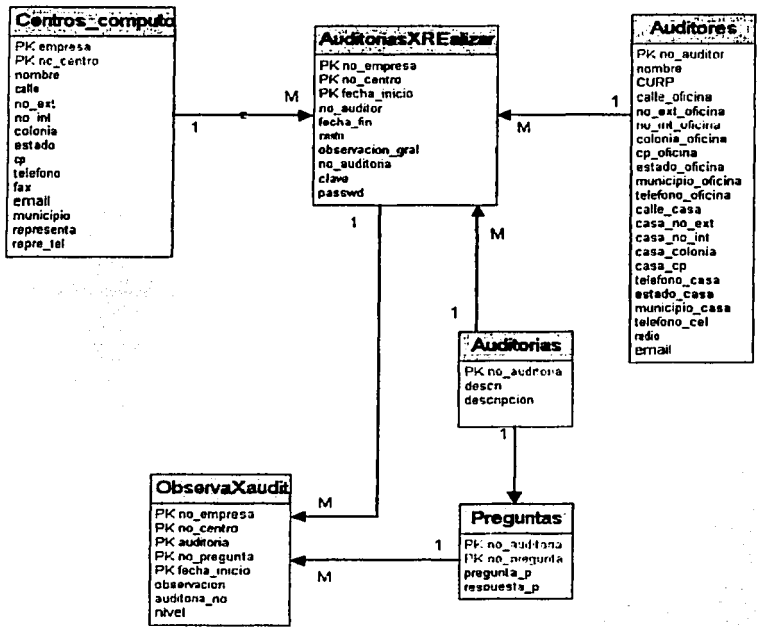 Centros_computo
PK empresa
PK no_centro
nombre
calle
no_ext
no_int
colonia
estado
cp
telefono
fax
email
municipio
representa
repre_tel
1
M
AuditoriasXREalizar
PK no_empresa
PK no_centro
PK fecha_inicio
no_auditor
fecha_fin
observacion_gral
no_auditoria
clave
passwd
1
M
Auditores
PK no_auditor
nombre
CURP
calle_oficina
no_ext_oficina
no_int_oficina
colonia_oficina
cp_oficina
estado_oficina
municipio_oficina
telefono_oficina
calle_casa
casa_no_ext
casa_no_int
casa_colonia
casa_cp
telefono_casa
estado_casa
municipio_casa
telefono_cel
radio
email
1
M
1
Auditorias
PK no_auditoria
descri
descripcion
1
ObservaXaudit
PK no_empresa
PK no_centro
PK auditoria
PK no_pregunta
PK fecha_inicio
observacion
auditoria_no
nivel
M
M
1
Preguntas
PK no_auditoria
PK no_pregunta
pregunta_p
respuesta_p